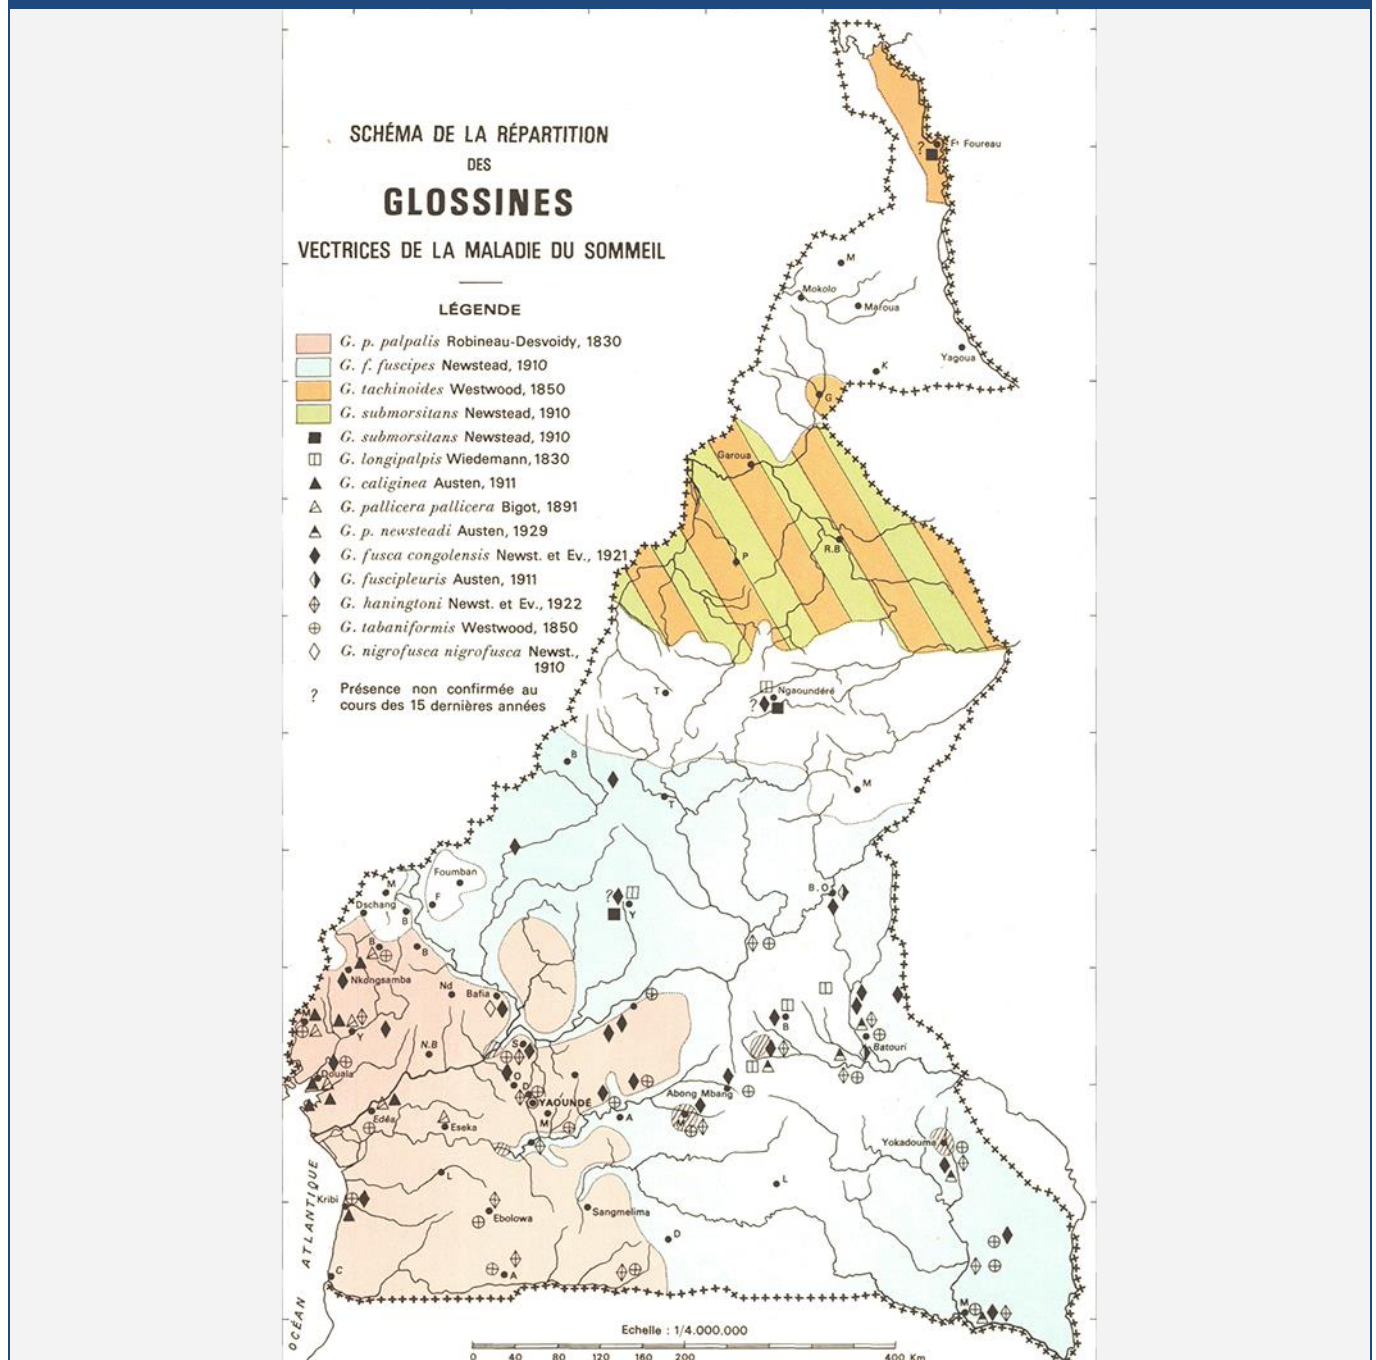 SCHÉMA DE LA RÉPARTITION
DES
GLOSSINES
VECTRICES DE LA MALADIE DU SOMMEIL
LÉGENDE
G. p. palpalis Robineau-Desvoidy, 1830
G. f. fuscipes Newstead, 1910
G. tachinoides Westwood, 1850
G. submorsitans Newstead, 1910
G. submorsitans Newstead, 1910
G. longipalpis Wiedemann, 1830
G. caliginea Austen, 1911
G. pallicera pallicera Bigot, 1891
G. p. newsteadi Austen, 1929
G. fusca congolensis Newst. et Ev., 1921
G. fuscipleuris Austen, 1911
G. haningtoni Newst. et Ev., 1922
G. tabaniformis Westwood, 1850
G. nigrofusca nigrofusca Newst.,
1910
? Présence non confirmée au
cours des 15 dernières années
? Ft Foureau
M
Mokolo
Maroua
Yagoua
K
G
Garoua
R.B
P
T
Ngaoundéré
?
B
M
T
Foumban
M
F
Dschang
B
B.O
?
Y
B
B
Nkongsamba
Nd
Bafia
M
Y
N.B
S
B
Batouri
Douala
O
D
YAOUNDÉ
Abong Mbang
Edéa
Eseka
M
A
M
Yokadouma
L
L
Kribi
Ebolowa
Sangmelima
D
A
C
M
OCÉAN ATLANTIQUE
Echelle : 1/4.000.000
0 40 80 120 160 200 400 Km